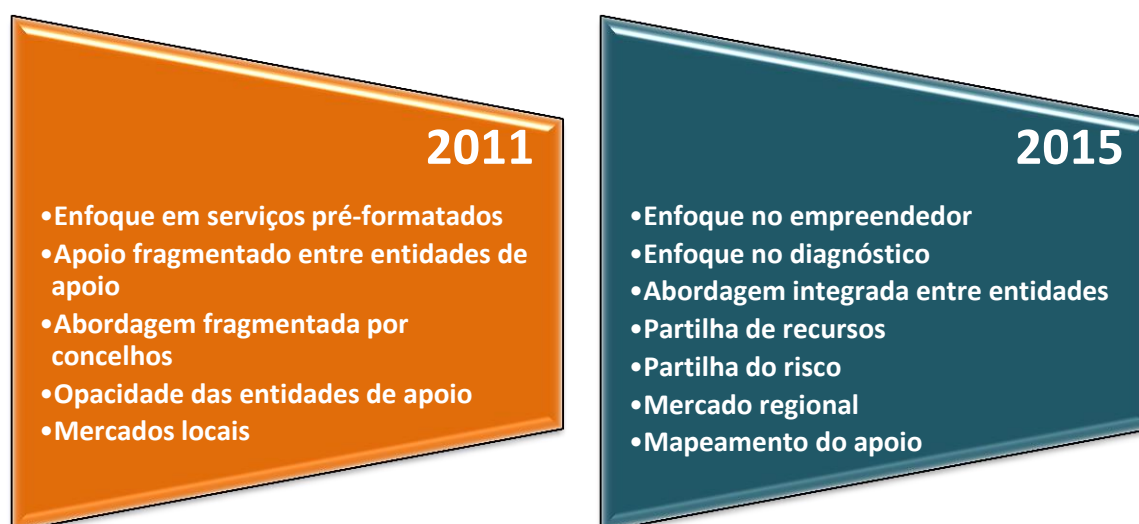 2011
•Enfoque em serviços pré-formatados
•Apoio fragmentado entre entidades de
apoio
•Abordagem fragmentada por
concelhos
•Opacidade das entidades de apoio
•Mercados locais
2015
•Enfoque no empreendedor
•Enfoque no diagnóstico
•Abordagem integrada entre entidades
•Partilha de recursos
•Partilha do risco
•Mercado regional
•Mapeamento do apoio